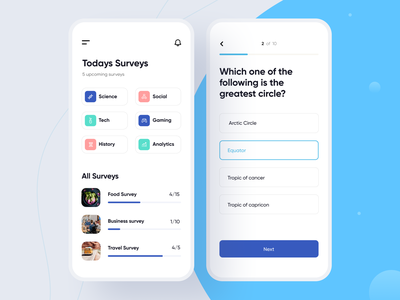 Todays Surveys
5 upcoming surveys
Science
Social
Tech
Gaming
History
Analytics
All Surveys
Food Survey
4/15
Business survey
1/10
Travel Survey
4/5
2 of 10
Which one of the
following is the
greatest circle?
Arctic Circle
Equator
Tropic of cancer
Tropic of capricon
Next